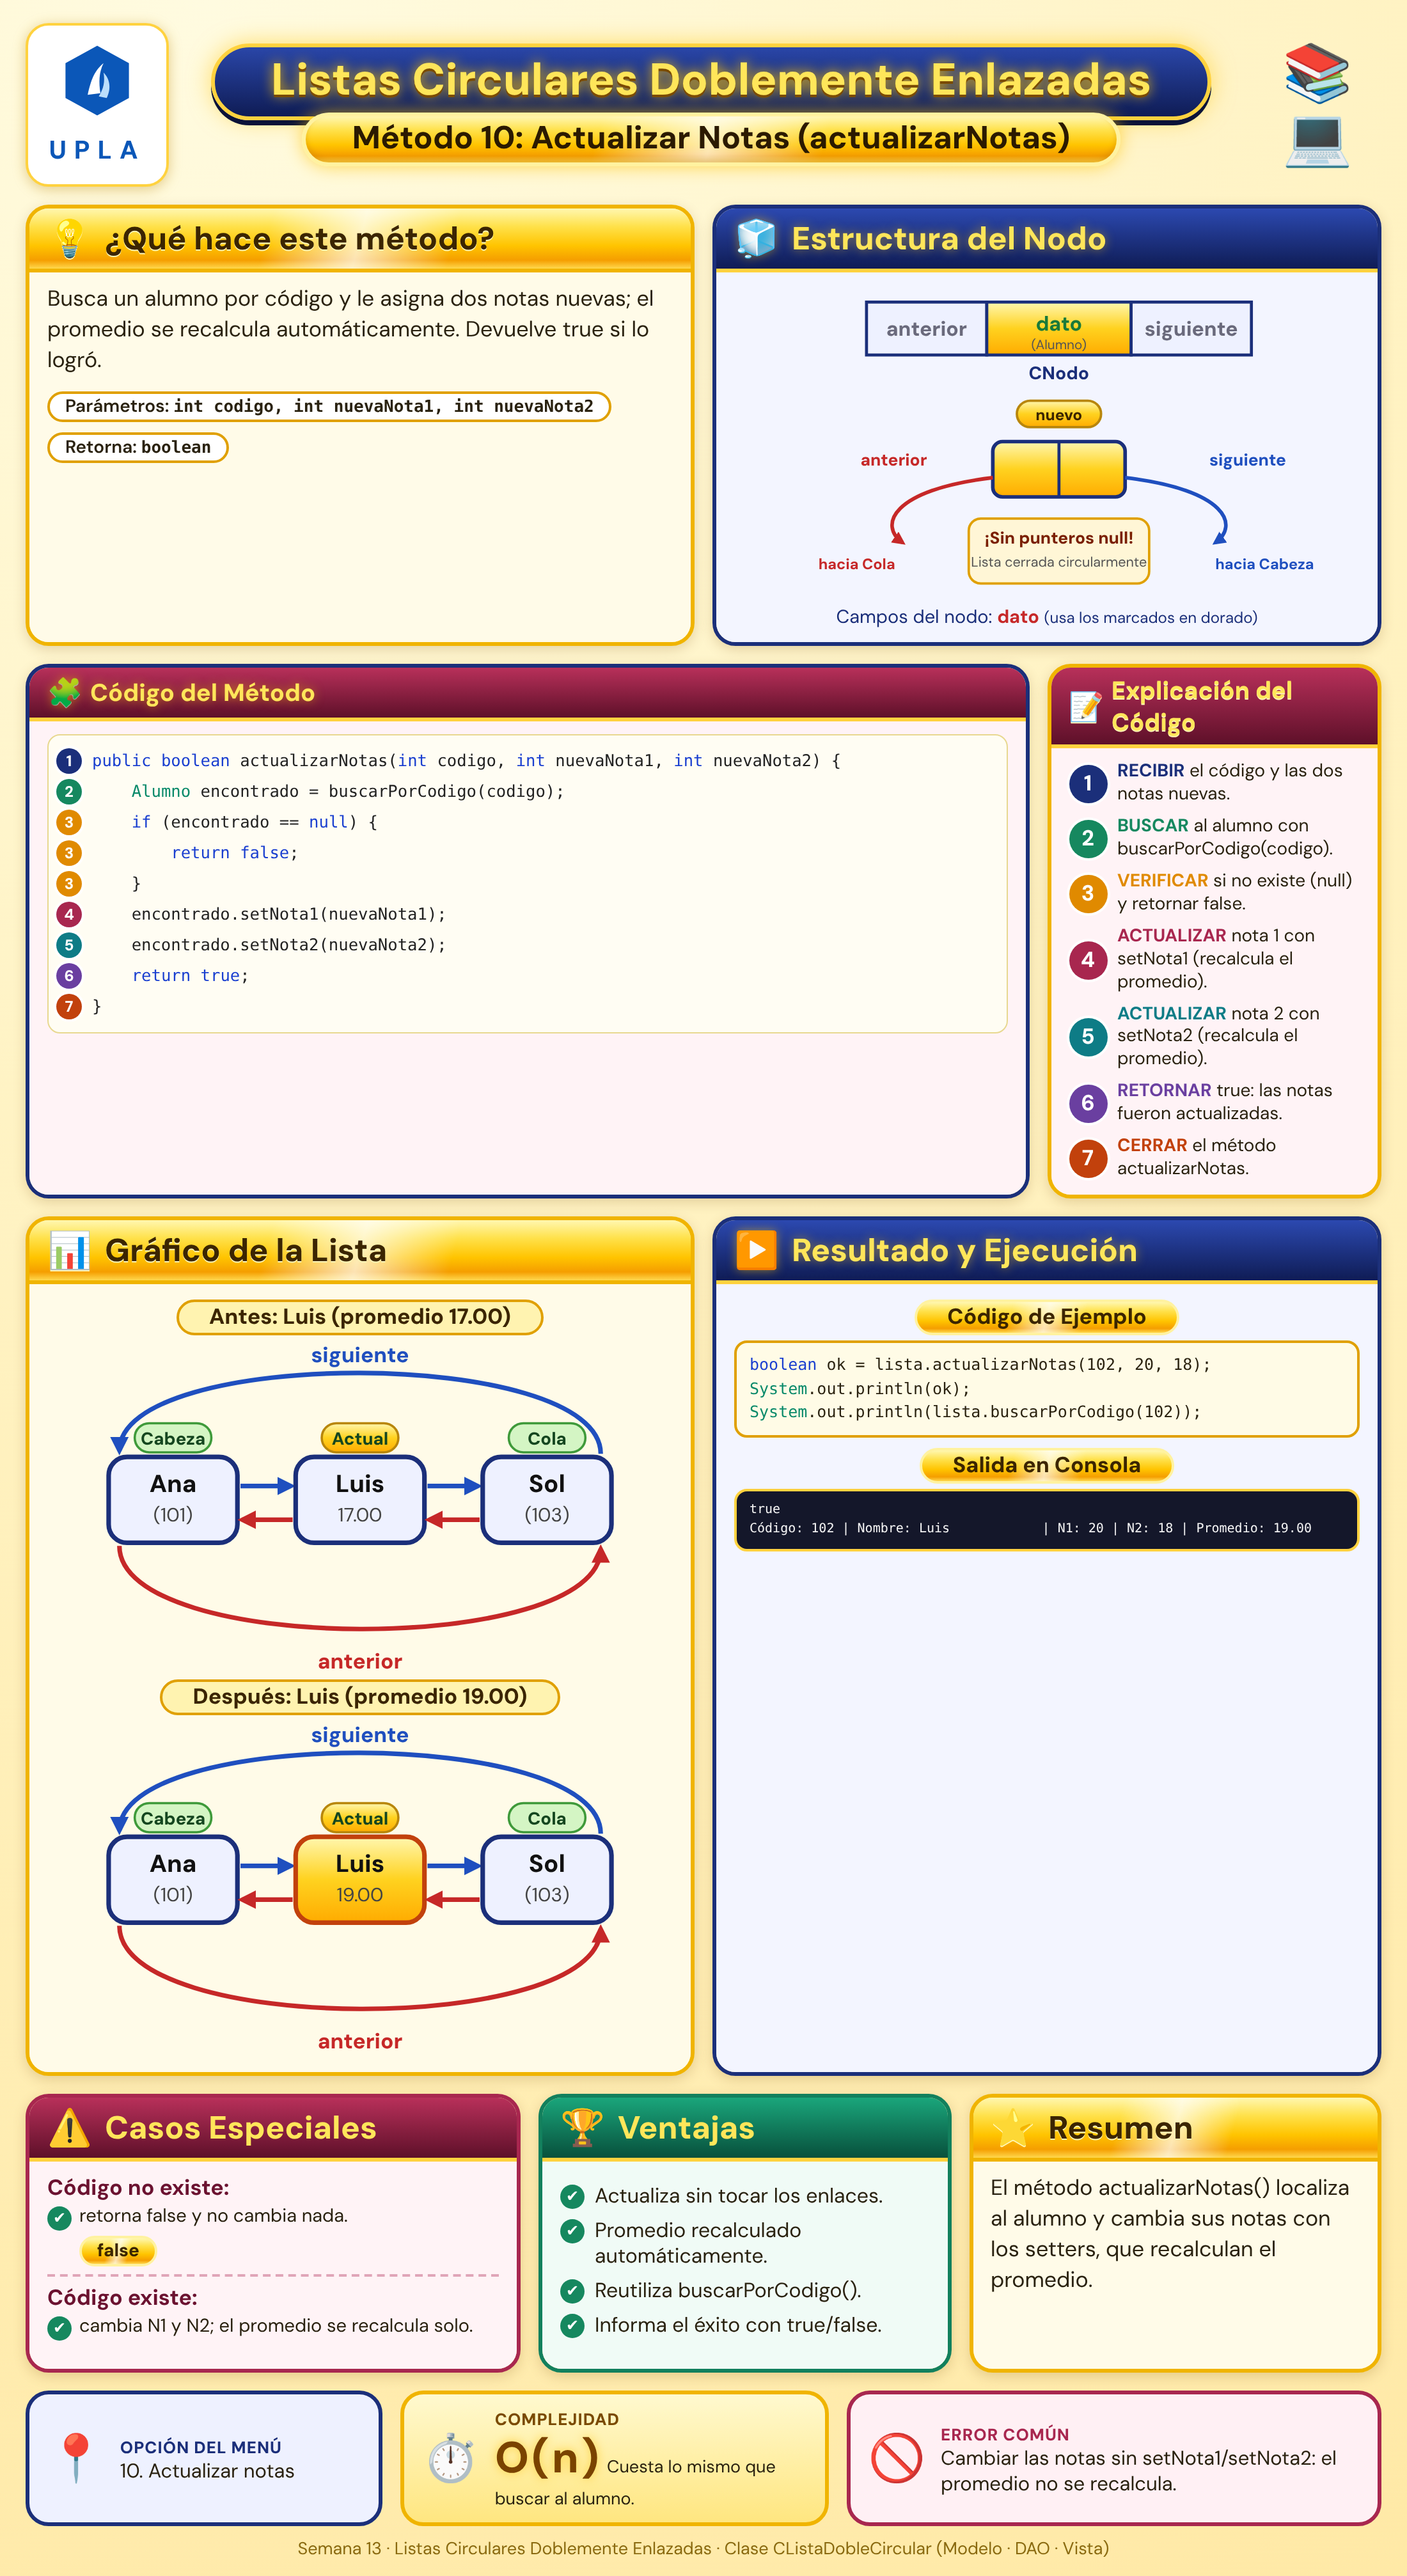 UPLA
Listas Circulares Doblemente Enlazadas
Método 10: Actualizar Notas (actualizarNotas)
¿Qué hace este método?
Busca un alumno por código y le asigna dos notas nuevas; el
promedio se recalcula automáticamente. Devuelve true si lo
logró.
Parámetros: int codigo, int nuevaNota1, int nuevaNota2
Retorna: boolean
Estructura del Nodo
anterior
dato
(Alumno)
siguiente
CNodo
nuevo
anterior
siguiente
¡Sin punteros null!
Lista cerrada circularmente
hacia Cola
hacia Cabeza
Campos del nodo: dato (usa los marcados en dorado)
Código del Método
1 public boolean actualizarNotas(int codigo, int nuevaNota1, int nuevaNota2) {
2 Alumno encontrado = buscarPorCodigo(codigo);
3 if (encontrado == null) {
3 return false;
3 }
4 encontrado.setNota1(nuevaNota1);
5 encontrado.setNota2(nuevaNota2);
6 return true;
7 }
Explicación del
Código
1 RECIBIR el código y las dos
notas nuevas.
2 BUSCAR al alumno con
buscarPorCodigo(codigo).
3 VERIFICAR si no existe (null)
y retornar false.
4 ACTUALIZAR nota 1 con
setNota1 (recalcula el
promedio).
5 ACTUALIZAR nota 2 con
setNota2 (recalcula el
promedio).
6 RETORNAR true: las notas
fueron actualizadas.
7 CERRAR el método
actualizarNotas.
Gráfico de la Lista
Antes: Luis (promedio 17.00)
siguiente
Cabeza
Actual
Cola
Ana
(101)
Luis
17.00
Sol
(103)
anterior
Después: Luis (promedio 19.00)
siguiente
Cabeza
Actual
Cola
Ana
(101)
Luis
19.00
Sol
(103)
anterior
Resultado y Ejecución
Código de Ejemplo
boolean ok = lista.actualizarNotas(102, 20, 18);
System.out.println(ok);
System.out.println(lista.buscarPorCodigo(102));
Salida en Consola
true
Código: 102 | Nombre: Luis | N1: 20 | N2: 18 | Promedio: 19.00
Casos Especiales
Código no existe:
retorna false y no cambia nada.
false
Código existe:
cambia N1 y N2; el promedio se recalcula solo.
Ventajas
Actualiza sin tocar los enlaces.
Promedio recalculado
automáticamente.
Reutiliza buscarPorCodigo().
Informa el éxito con true/false.
Resumen
El método actualizarNotas() localiza
al alumno y cambia sus notas con
los setters, que recalculan el
promedio.
OPCIÓN DEL MENÚ
10. Actualizar notas
COMPLEJIDAD
O(n) Cuesta lo mismo que
buscar al alumno.
ERROR COMÚN
Cambiar las notas sin setNota1/setNota2: el
promedio no se recalcula.
Semana 13 · Listas Circulares Doblemente Enlazadas · Clase CListaDobleCircular (Modelo · DAO · Vista)